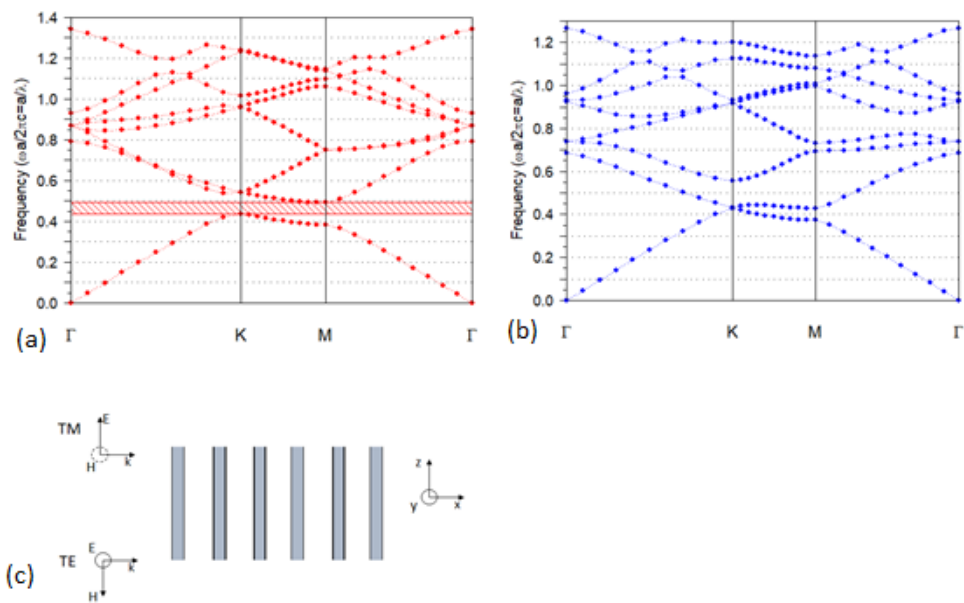 1.4
1.2
1.0
0.8
0.6
0.4
0.2
0.0
Frequency (ωa/2πc=a/λ)
Γ K M Γ
(a)
1.2
1.0
0.8
0.6
0.4
0.2
0.0
Frequency (ωa/2πc=a/λ)
Γ K M Γ
(b)
TM
E
H
k
TE
E
k
H
z
y
x
(c)